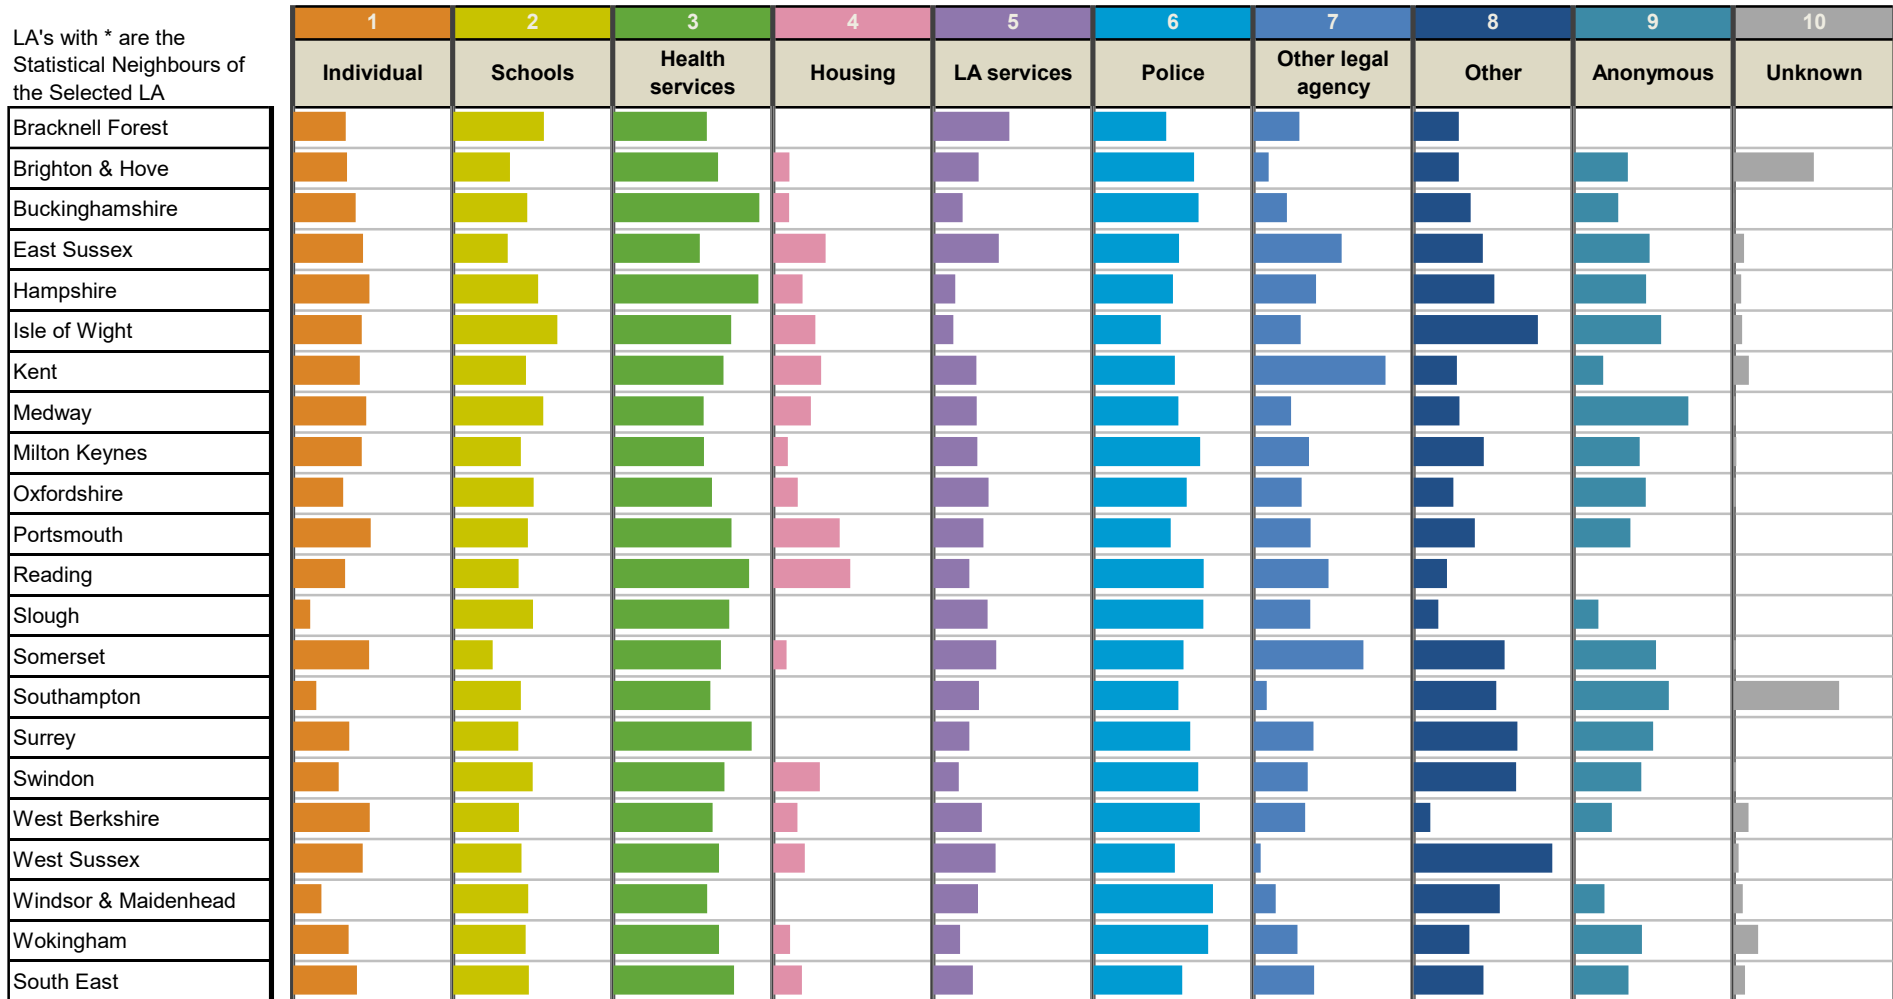 LA's with * are the
Statistical Neighbours of
the Selected LA
1 2 3 4 5 6 7 8 9 10
Individual Schools Health services Housing LA services Police Other legal agency Other Anonymous Unknown
Bracknell Forest
Brighton & Hove
Buckinghamshire
East Sussex
Hampshire
Isle of Wight
Kent
Medway
Milton Keynes
Oxfordshire
Portsmouth
Reading
Slough
Somerset
Southampton
Surrey
Swindon
West Berkshire
West Sussex
Windsor & Maidenhead
Wokingham
South East